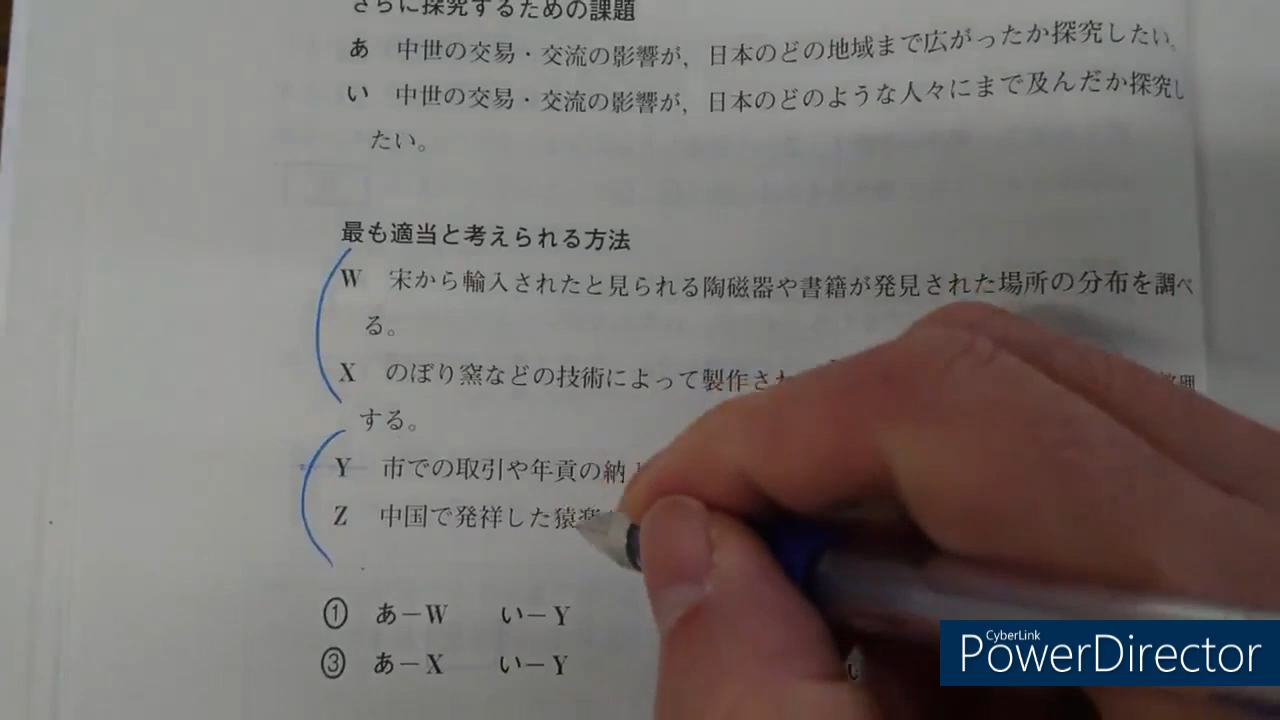 さらに探究するための課題
あ 中世の交易・交流の影響が，日本のどの地域まで広がったか探究したい。
い 中世の交易・交流の影響が，日本のどのような人々にまで及んだか探究し
たい。
最も適当と考えられる方法
W 宋から輸入されたと見られる陶磁器や書籍が発見された場所の分布を調べ
る。
X のぼり窯などの技術によって製作さ
する。
Y 市での取引や年貢の納
Z 中国で発祥した猿楽
① あ－W い－Y
③ あ－X い－Y
CyberLink
PowerDirector